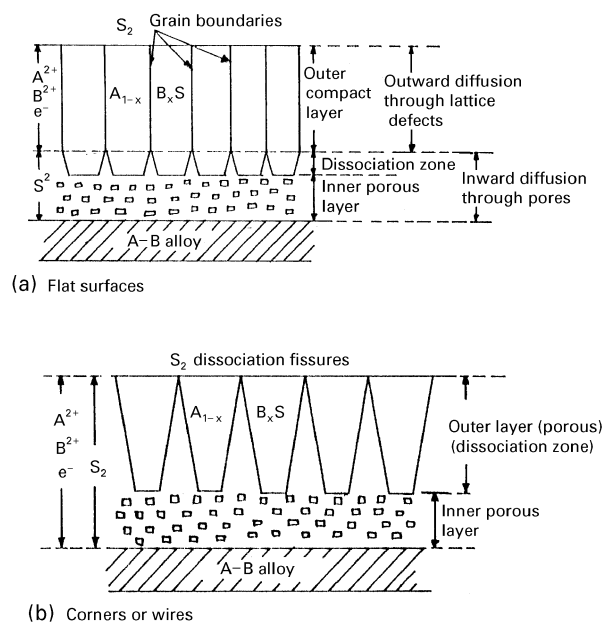 S₂ Grain boundaries
A²⁺
B²⁺
e⁻
A₁₋ₓ BₓS
Outer
compact
layer
Outward diffusion
through lattice
defects
Dissociation zone
S²
Inner porous
layer
Inward diffusion
through pores
A–B alloy
(a) Flat surfaces
S₂ dissociation fissures
A²⁺
B²⁺
e⁻
S₂
A₁₋ₓ BₓS
Outer layer (porous)
(dissociation zone)
Inner porous
layer
A–B alloy
(b) Corners or wires